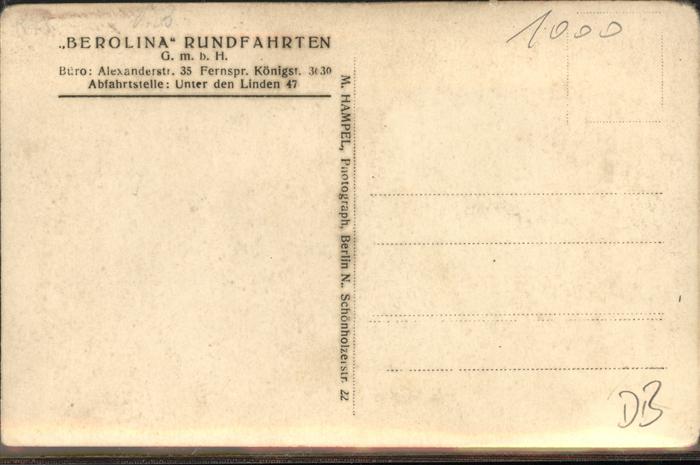 „BEROLINA“ RUNDFAHRTEN
G. m. b. H.
Büro: Alexanderstr. 35 Fernspr. Königst. 3030
Abfahrtstelle: Unter den Linden 47
M. HAMPEL, Photograph, Berlin N., Schönholzerstr. 22
1000
DB